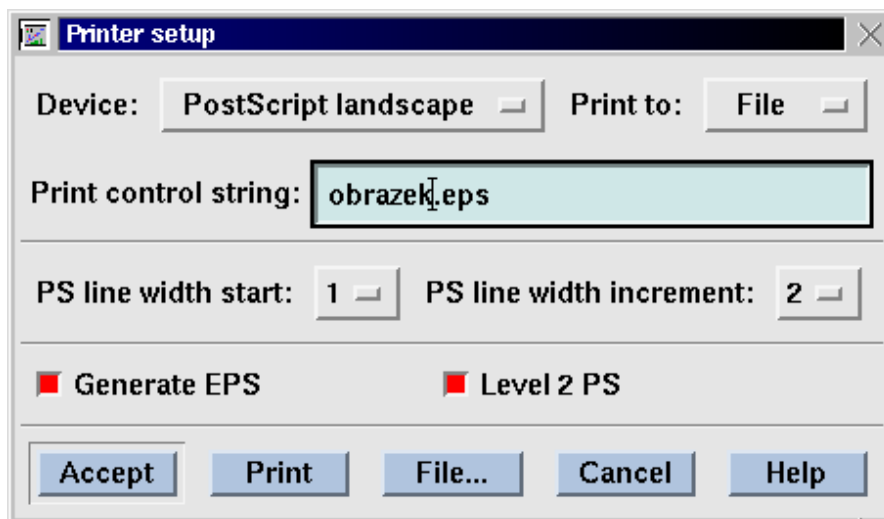 Printer setup
Device: PostScript landscape Print to: File
Print control string: obrazek.eps
PS line width start: 1 PS line width increment: 2
Generate EPS Level 2 PS
Accept Print File... Cancel Help